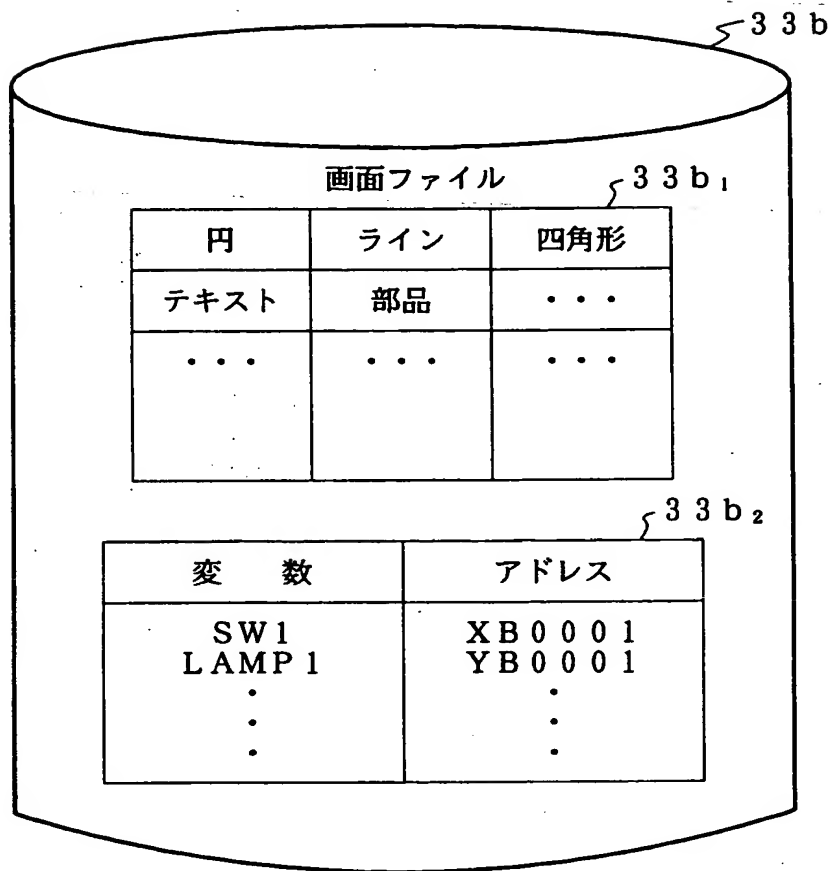 33b
画面ファイル
33b₁
円 ライン 四角形
テキスト 部品 ・・・
・・・ ・・・ ・・・
33b₂
変 数 アドレス
SW1 XB0001
LAMP1 YB0001
・ ・
・ ・
・ ・